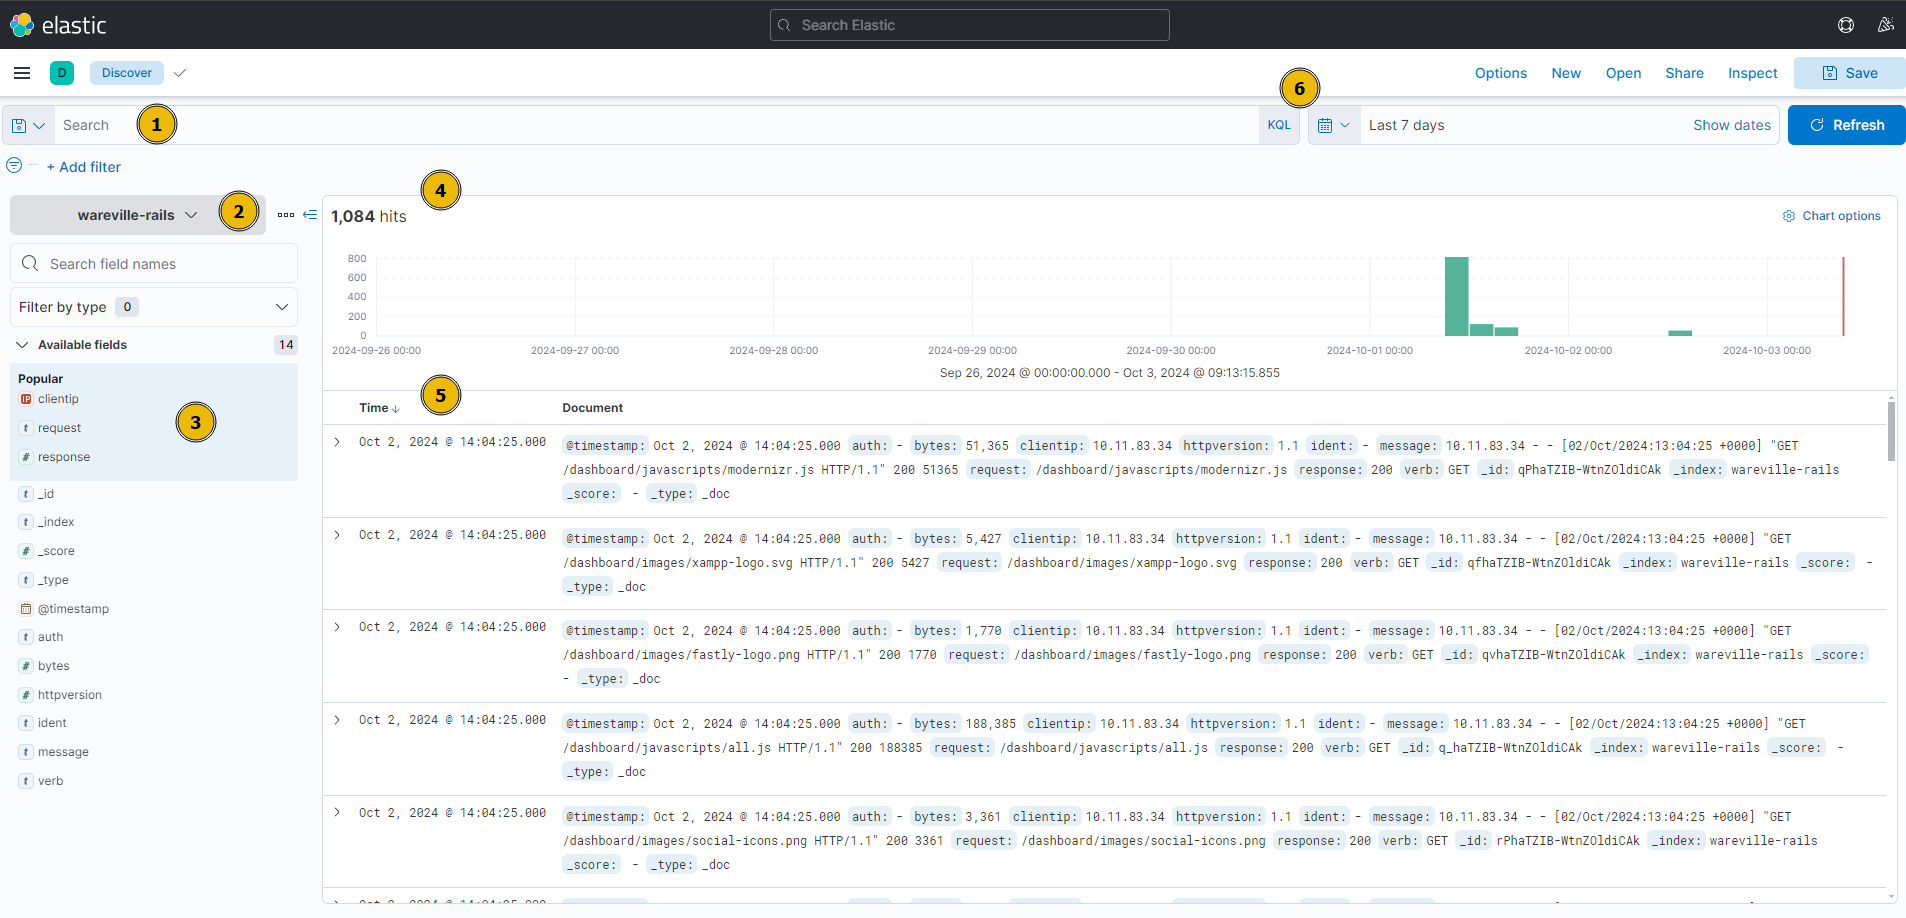 elastic
Search Elastic
D
Discover
Options New Open Share Inspect Save
6
Search
1
KQL
Last 7 days
Show dates
Refresh
+ Add filter
wareville-rails
2
Search field names
Filter by type 0
Available fields 14
Popular
clientip
request
3
response
_id
_index
_score
_type
@timestamp
auth
bytes
httpversion
ident
message
verb
4
1,084 hits
Chart options
800
600
400
200
0
2024-09-26 00:00 2024-09-27 00:00 2024-09-28 00:00 2024-09-29 00:00 2024-09-30 00:00 2024-10-01 00:00 2024-10-02 00:00 2024-10-03 00:00
Sep 26, 2024 @ 00:00:00.000 - Oct 3, 2024 @ 09:13:15.855
5
Time ↓ Document
Oct 2, 2024 @ 14:04:25.000 @timestamp: Oct 2, 2024 @ 14:04:25.000 auth: - bytes: 51,365 clientip: 10.11.83.34 httpversion: 1.1 ident: - message: 10.11.83.34 - - [02/Oct/2024:13:04:25 +0000] "GET
/dashboard/javascripts/modernizr.js HTTP/1.1" 200 51365 request: /dashboard/javascripts/modernizr.js response: 200 verb: GET _id: qPhaTZIB-WtnZOldiCAk _index: wareville-rails
_score: - _type: _doc
Oct 2, 2024 @ 14:04:25.000 @timestamp: Oct 2, 2024 @ 14:04:25.000 auth: - bytes: 5,427 clientip: 10.11.83.34 httpversion: 1.1 ident: - message: 10.11.83.34 - - [02/Oct/2024:13:04:25 +0000] "GET
/dashboard/images/xampp-logo.svg HTTP/1.1" 200 5427 request: /dashboard/images/xampp-logo.svg response: 200 verb: GET _id: qfhaTZIB-WtnZOldiCAk _index: wareville-rails _score: -
_type: _doc
Oct 2, 2024 @ 14:04:25.000 @timestamp: Oct 2, 2024 @ 14:04:25.000 auth: - bytes: 1,770 clientip: 10.11.83.34 httpversion: 1.1 ident: - message: 10.11.83.34 - - [02/Oct/2024:13:04:25 +0000] "GET
/dashboard/images/fastly-logo.png HTTP/1.1" 200 1770 request: /dashboard/images/fastly-logo.png response: 200 verb: GET _id: qvhaTZIB-WtnZOldiCAk _index: wareville-rails _score:
- _type: _doc
Oct 2, 2024 @ 14:04:25.000 @timestamp: Oct 2, 2024 @ 14:04:25.000 auth: - bytes: 188,385 clientip: 10.11.83.34 httpversion: 1.1 ident: - message: 10.11.83.34 - - [02/Oct/2024:13:04:25 +0000] "GET
/dashboard/javascripts/all.js HTTP/1.1" 200 188385 request: /dashboard/javascripts/all.js response: 200 verb: GET _id: q_haTZIB-WtnZOldiCAk _index: wareville-rails _score: -
_type: _doc
Oct 2, 2024 @ 14:04:25.000 @timestamp: Oct 2, 2024 @ 14:04:25.000 auth: - bytes: 3,361 clientip: 10.11.83.34 httpversion: 1.1 ident: - message: 10.11.83.34 - - [02/Oct/2024:13:04:25 +0000] "GET
/dashboard/images/social-icons.png HTTP/1.1" 200 3361 request: /dashboard/images/social-icons.png response: 200 verb: GET _id: rPhaTZIB-WtnZOldiCAk _index: wareville-rails
_score: - _type: _doc